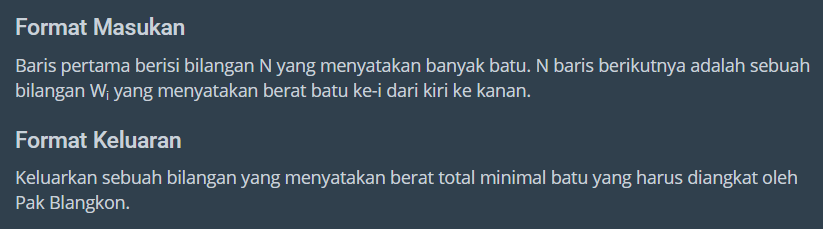 Format Masukan
Baris pertama berisi bilangan N yang menyatakan banyak batu. N baris berikutnya adalah sebuah
bilangan Wi yang menyatakan berat batu ke-i dari kiri ke kanan.
Format Keluaran
Keluarkan sebuah bilangan yang menyatakan berat total minimal batu yang harus diangkat oleh
Pak Blangkon.